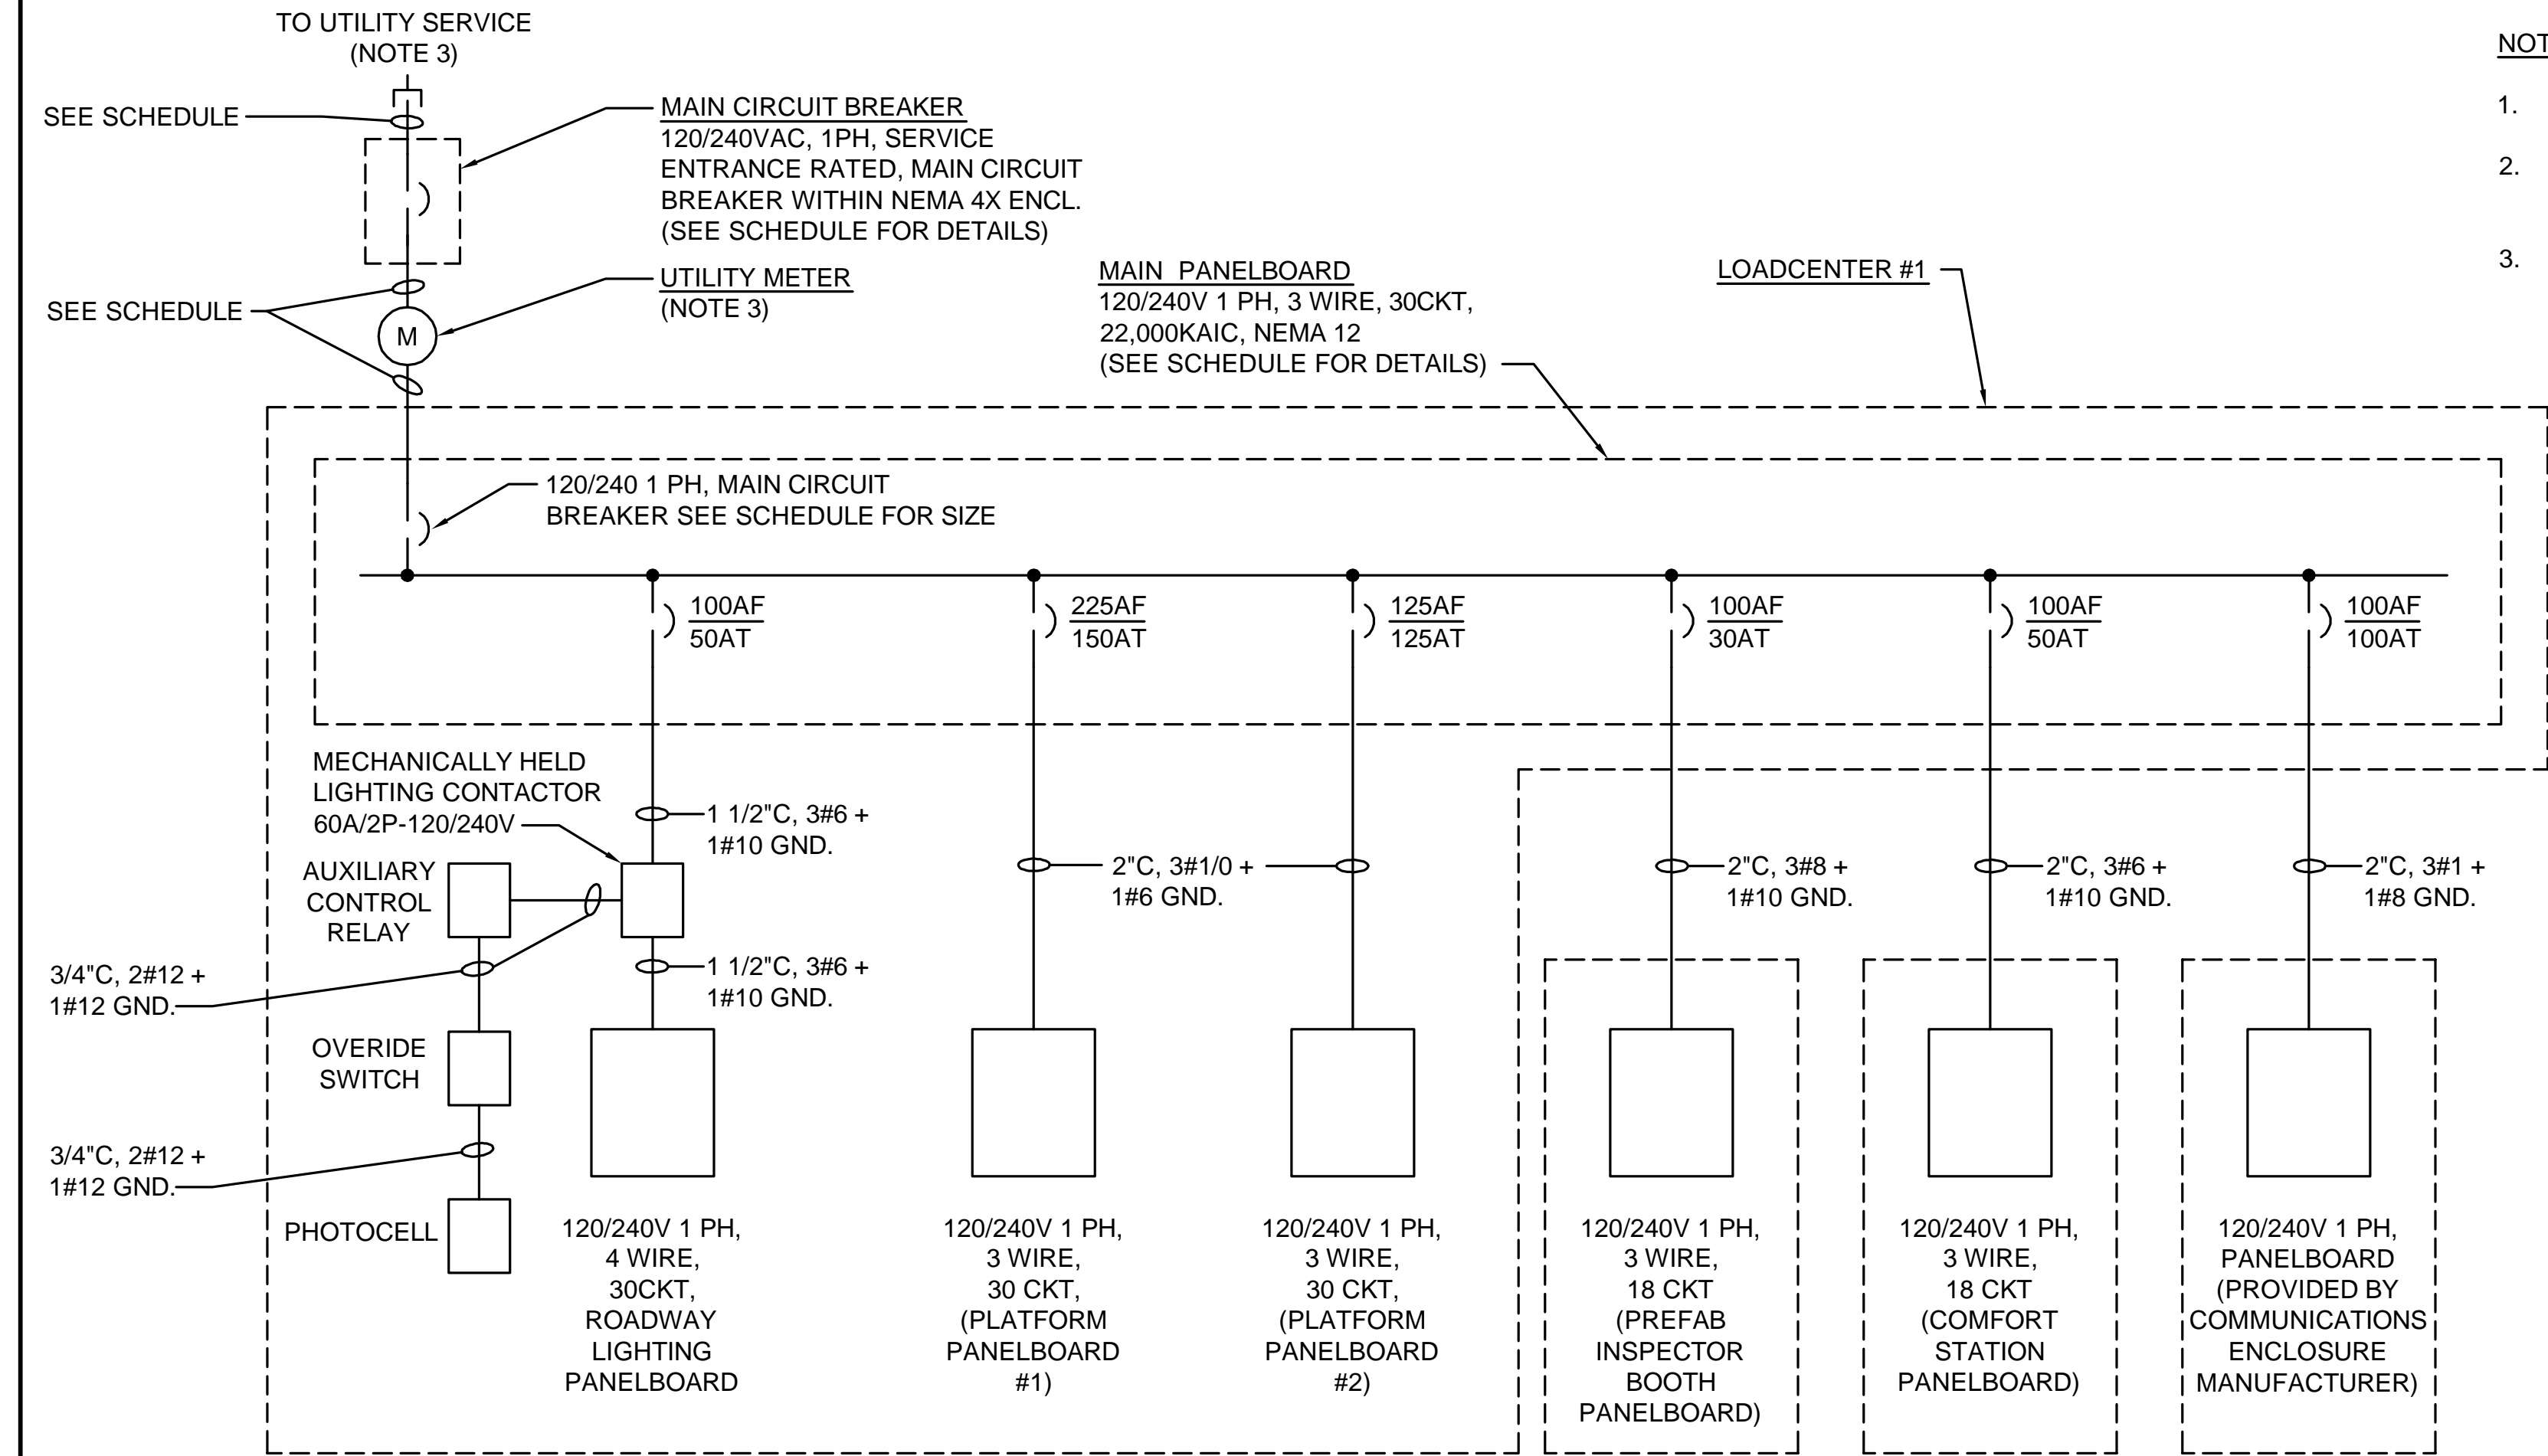 TO UTILITY SERVICE
(NOTE 3)
SEE SCHEDULE
MAIN CIRCUIT BREAKER
120/240VAC, 1PH, SERVICE
ENTRANCE RATED, MAIN CIRCUIT
BREAKER WITHIN NEMA 4X ENCL.
(SEE SCHEDULE FOR DETAILS)
SEE SCHEDULE
UTILITY METER
(NOTE 3)
M
MAIN PANELBOARD
120/240V 1 PH, 3 WIRE, 30CKT,
22,000KAIC, NEMA 12
(SEE SCHEDULE FOR DETAILS)
LOADCENTER #1
NOT
1.
2.
3.
120/240 1 PH, MAIN CIRCUIT
BREAKER SEE SCHEDULE FOR SIZE
100AF
50AT
225AF
150AT
125AF
125AT
100AF
30AT
100AF
50AT
100AF
100AT
MECHANICALLY HELD
LIGHTING CONTACTOR
60A/2P-120/240V
1 1/2"C, 3#6 +
1#10 GND.
AUXILIARY
CONTROL
RELAY
2"C, 3#1/0 +
1#6 GND.
2"C, 3#8 +
1#10 GND.
2"C, 3#6 +
1#10 GND.
2"C, 3#1 +
1#8 GND.
3/4"C, 2#12 +
1#12 GND.
1 1/2"C, 3#6 +
1#10 GND.
OVERIDE
SWITCH
3/4"C, 2#12 +
1#12 GND.
PHOTOCELL
120/240V 1 PH,
4 WIRE,
30CKT,
ROADWAY
LIGHTING
PANELBOARD
120/240V 1 PH,
3 WIRE,
30 CKT,
(PLATFORM
PANELBOARD
#1)
120/240V 1 PH,
3 WIRE,
30 CKT,
(PLATFORM
PANELBOARD
#2)
120/240V 1 PH,
3 WIRE,
18 CKT
(PREFAB
INSPECTOR
BOOTH
PANELBOARD)
120/240V 1 PH,
3 WIRE,
18 CKT
(COMFORT
STATION
PANELBOARD)
120/240V 1 PH,
PANELBOARD
(PROVIDED BY
COMMUNICATIONS
ENCLOSURE
MANUFACTURER)